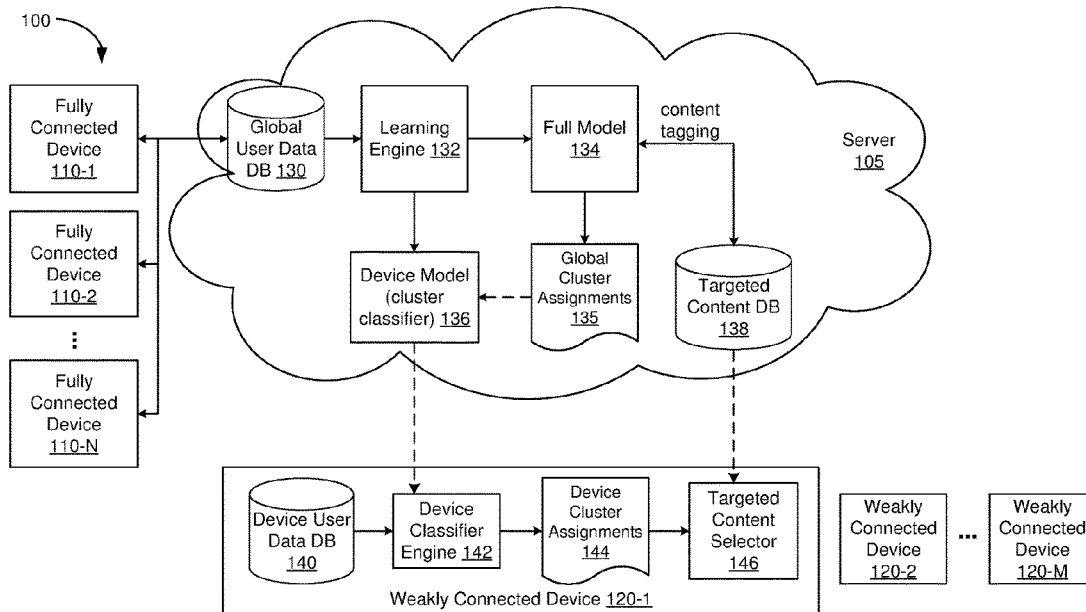 100
Fully
Connected
Device
110-1
Fully
Connected
Device
110-2
...
Fully
Connected
Device
110-N
Global
User Data
DB 130
Learning
Engine 132
Full Model
134
content
tagging
Server
105
Device Model
(cluster
classifier) 136
Global
Cluster
Assignments
135
Targeted
Content DB
138
Device User
Data DB
140
Device
Classifier
Engine 142
Device
Cluster
Assignments
144
Targeted
Content
Selector
146
Weakly Connected Device 120-1
Weakly
Connected
Device
120-2
...
Weakly
Connected
Device
120-M